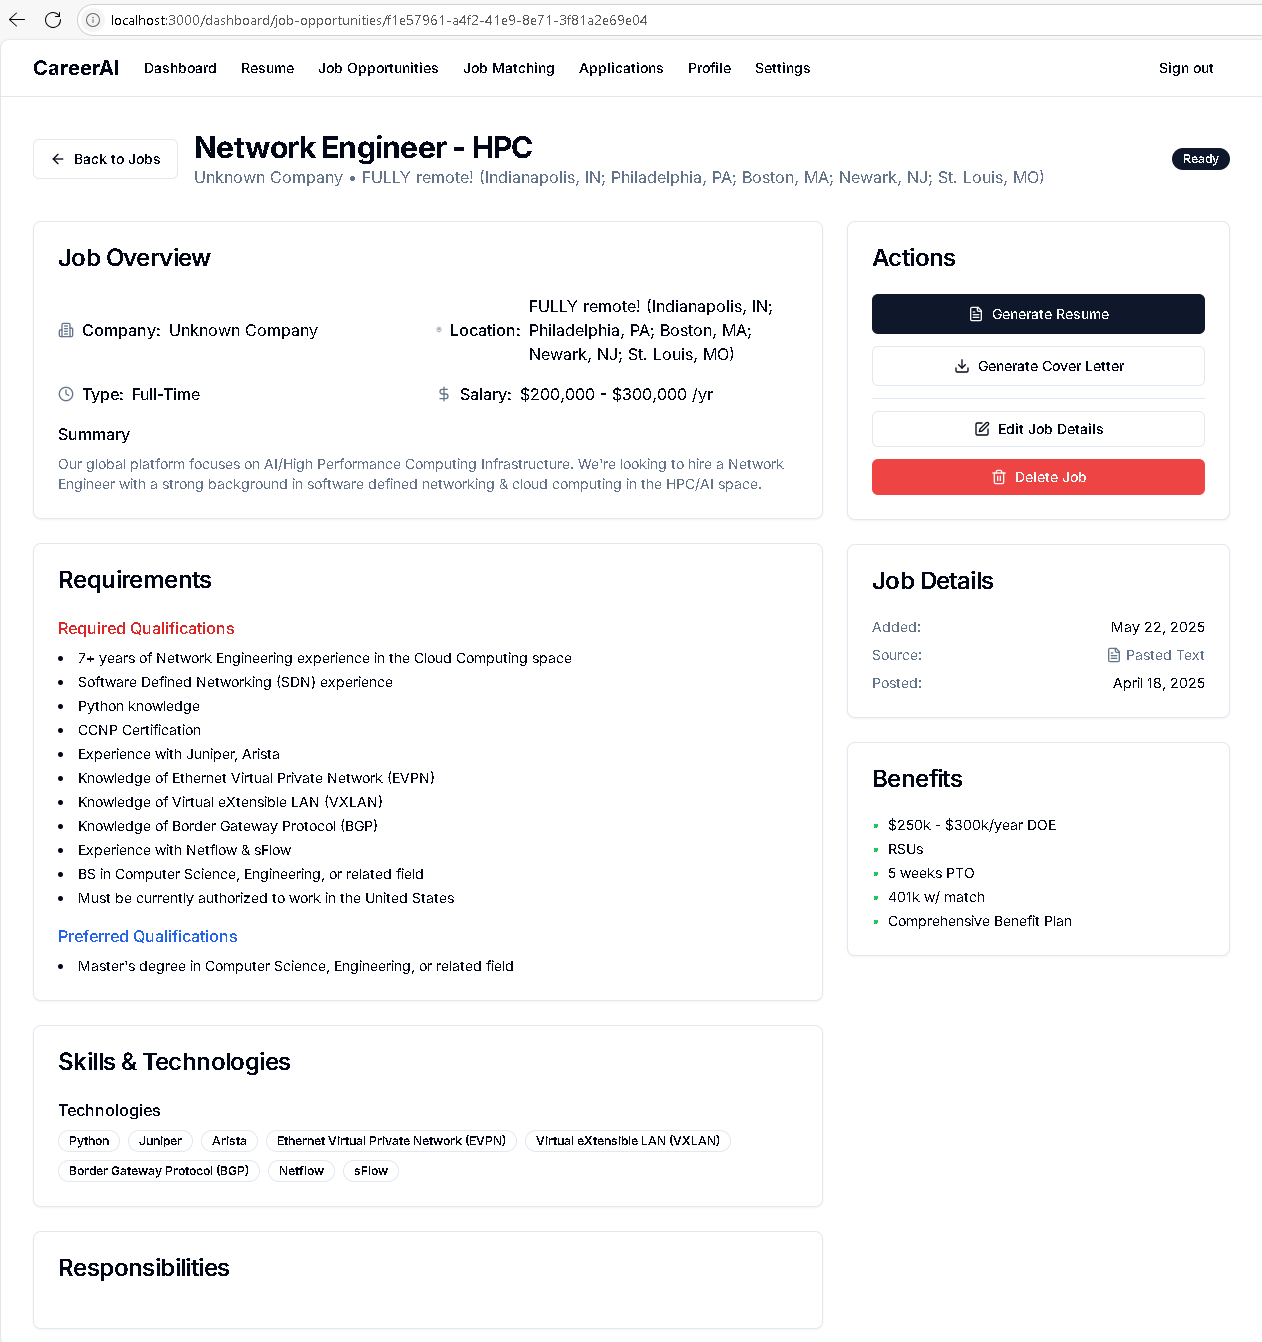 localhost:3000/dashboard/job-opportunities/f1e57961-a4f2-41e9-8e71-3f81a2e69e04
CareerAI Dashboard Resume Job Opportunities Job Matching Applications Profile Settings Sign out
Back to Jobs
Network Engineer - HPC
Unknown Company • FULLY remote! (Indianapolis, IN; Philadelphia, PA; Boston, MA; Newark, NJ; St. Louis, MO)
Ready
Job Overview
Company: Unknown Company
Location: FULLY remote! (Indianapolis, IN;
Philadelphia, PA; Boston, MA;
Newark, NJ; St. Louis, MO)
Type: Full-Time
Salary: $200,000 - $300,000 /yr
Summary
Our global platform focuses on AI/High Performance Computing Infrastructure. We're looking to hire a Network
Engineer with a strong background in software defined networking & cloud computing in the HPC/AI space.
Requirements
Required Qualifications
• 7+ years of Network Engineering experience in the Cloud Computing space
• Software Defined Networking (SDN) experience
• Python knowledge
• CCNP Certification
• Experience with Juniper, Arista
• Knowledge of Ethernet Virtual Private Network (EVPN)
• Knowledge of Virtual eXtensible LAN (VXLAN)
• Knowledge of Border Gateway Protocol (BGP)
• Experience with Netflow & sFlow
• BS in Computer Science, Engineering, or related field
• Must be currently authorized to work in the United States
Preferred Qualifications
• Master's degree in Computer Science, Engineering, or related field
Skills & Technologies
Technologies
Python Juniper Arista Ethernet Virtual Private Network (EVPN) Virtual eXtensible LAN (VXLAN)
Border Gateway Protocol (BGP) Netflow sFlow
Responsibilities
Actions
Generate Resume
Generate Cover Letter
Edit Job Details
Delete Job
Job Details
Added: May 22, 2025
Source: Pasted Text
Posted: April 18, 2025
Benefits
• $250k - $300k/year DOE
• RSUs
• 5 weeks PTO
• 401k w/ match
• Comprehensive Benefit Plan